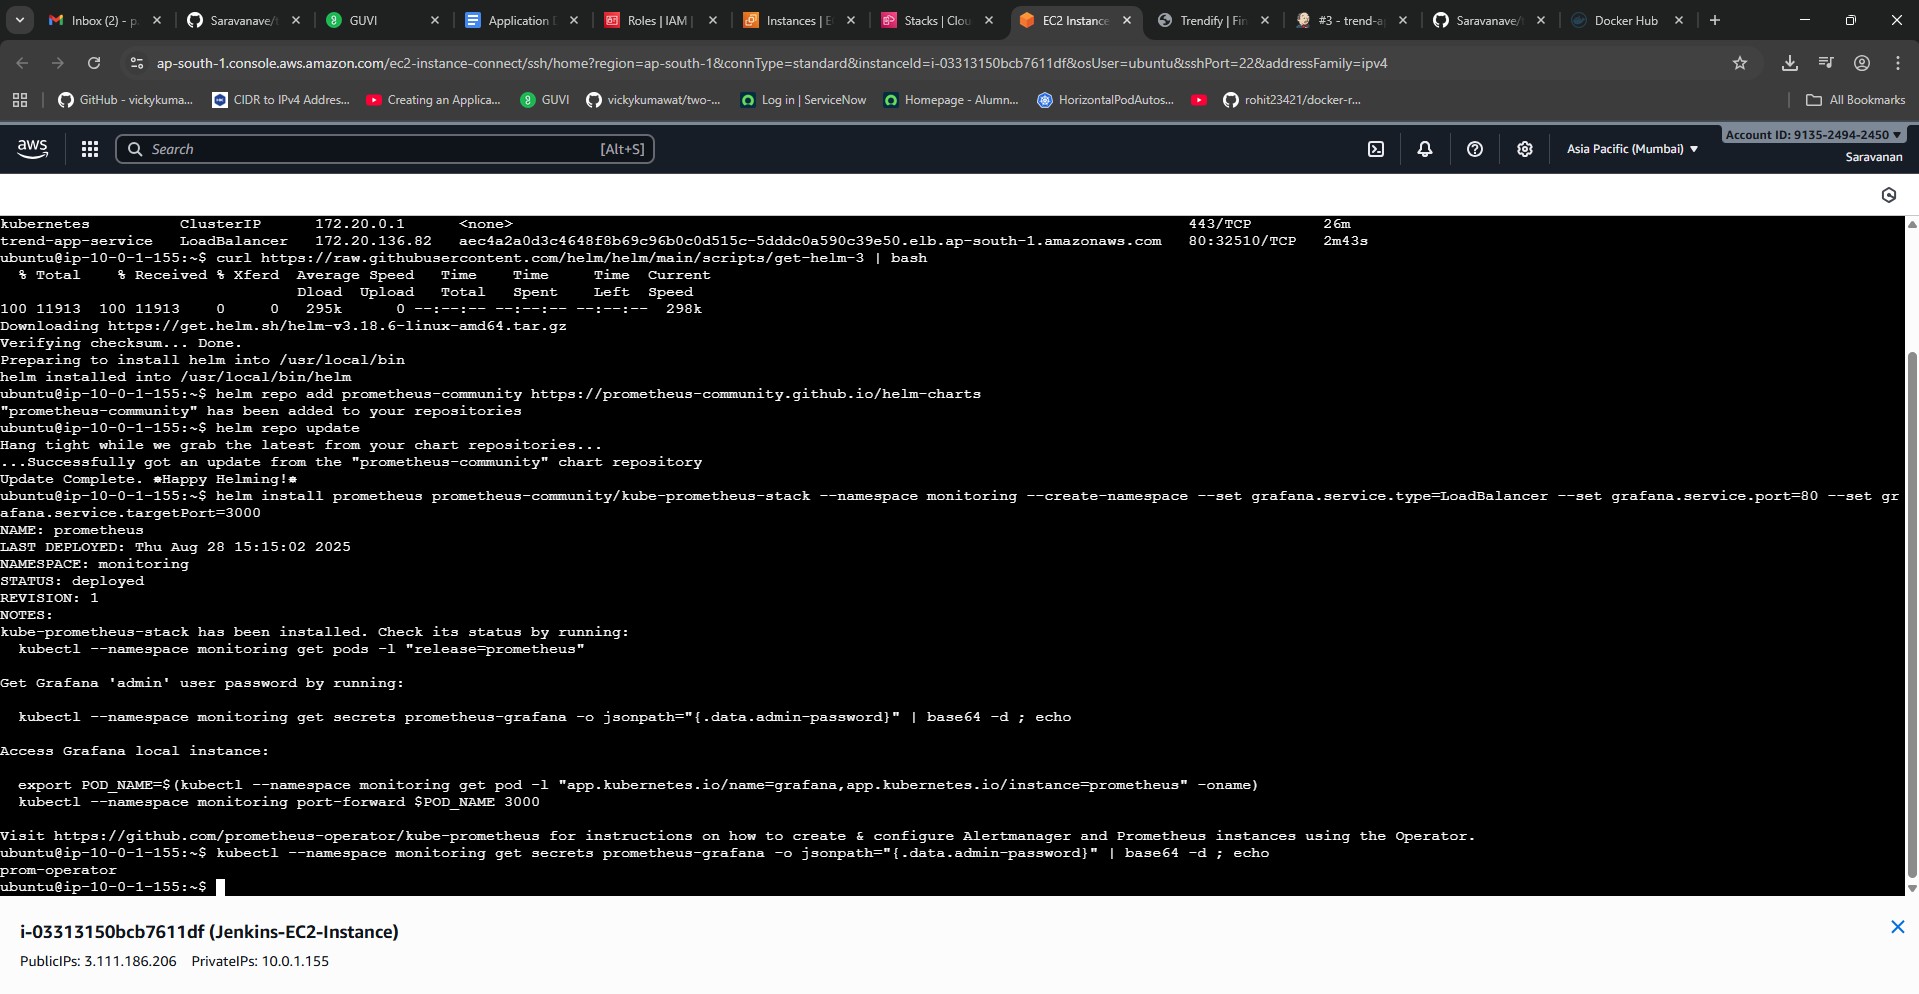 Inbox (2) - p
Saravanave/t
GUVI
Application D
Roles | IAM |
Instances | E
Stacks | Clou
EC2 Instance
Trendify | Fin
#3 - trend-a
Saravanave/t
Docker Hub
ap-south-1.console.aws.amazon.com/ec2-instance-connect/ssh/home?region=ap-south-1&connType=standard&instanceId=i-03313150bcb7611df&osUser=ubuntu&sshPort=22&addressFamily=ipv4
GitHub - vickykuma...
CIDR to IPv4 Addres...
Creating an Applica...
GUVI
vickykumawat/two-...
Log in | ServiceNow
Homepage - Alumn...
HorizontalPodAutos...
rohit23421/docker-r...
All Bookmarks
aws
Search
[Alt+S]
Asia Pacific (Mumbai)
Account ID: 9135-2494-2450
Saravanan
kubernetes          ClusterIP      172.20.0.1      <none>                                                                           443/TCP        26m
trend-app-service   LoadBalancer   172.20.136.82   aec4a2a0d3c4648f8b69c96b0c0d515c-5dddc0a590c39e50.elb.ap-south-1.amazonaws.com   80:32510/TCP   2m43s
ubuntu@ip-10-0-1-155:~$ curl https://raw.githubusercontent.com/helm/helm/main/scripts/get-helm-3 | bash
  % Total    % Received % Xferd  Average Speed   Time    Time     Time  Current
                                 Dload  Upload   Total   Spent    Left  Speed
100 11913  100 11913    0     0   295k      0 --:--:-- --:--:-- --:--:--  298k
Downloading https://get.helm.sh/helm-v3.18.6-linux-amd64.tar.gz
Verifying checksum... Done.
Preparing to install helm into /usr/local/bin
helm installed into /usr/local/bin/helm
ubuntu@ip-10-0-1-155:~$ helm repo add prometheus-community https://prometheus-community.github.io/helm-charts
"prometheus-community" has been added to your repositories
ubuntu@ip-10-0-1-155:~$ helm repo update
Hang tight while we grab the latest from your chart repositories...
...Successfully got an update from the "prometheus-community" chart repository
Update Complete. ⎈Happy Helming!⎈
ubuntu@ip-10-0-1-155:~$ helm install prometheus prometheus-community/kube-prometheus-stack --namespace monitoring --create-namespace --set grafana.service.type=LoadBalancer --set grafana.service.port=80 --set gr
afana.service.targetPort=3000
NAME: prometheus
LAST DEPLOYED: Thu Aug 28 15:15:02 2025
NAMESPACE: monitoring
STATUS: deployed
REVISION: 1
NOTES:
kube-prometheus-stack has been installed. Check its status by running:
  kubectl --namespace monitoring get pods -l "release=prometheus"
Get Grafana 'admin' user password by running:
  kubectl --namespace monitoring get secrets prometheus-grafana -o jsonpath="{.data.admin-password}" | base64 -d ; echo
Access Grafana local instance:
  export POD_NAME=$(kubectl --namespace monitoring get pod -l "app.kubernetes.io/name=grafana,app.kubernetes.io/instance=prometheus" -oname)
  kubectl --namespace monitoring port-forward $POD_NAME 3000
Visit https://github.com/prometheus-operator/kube-prometheus for instructions on how to create & configure Alertmanager and Prometheus instances using the Operator.
ubuntu@ip-10-0-1-155:~$ kubectl --namespace monitoring get secrets prometheus-grafana -o jsonpath="{.data.admin-password}" | base64 -d ; echo
prom-operator
ubuntu@ip-10-0-1-155:~$
i-03313150bcb7611df (Jenkins-EC2-Instance)
PublicIPs: 3.111.186.206    PrivateIPs: 10.0.1.155